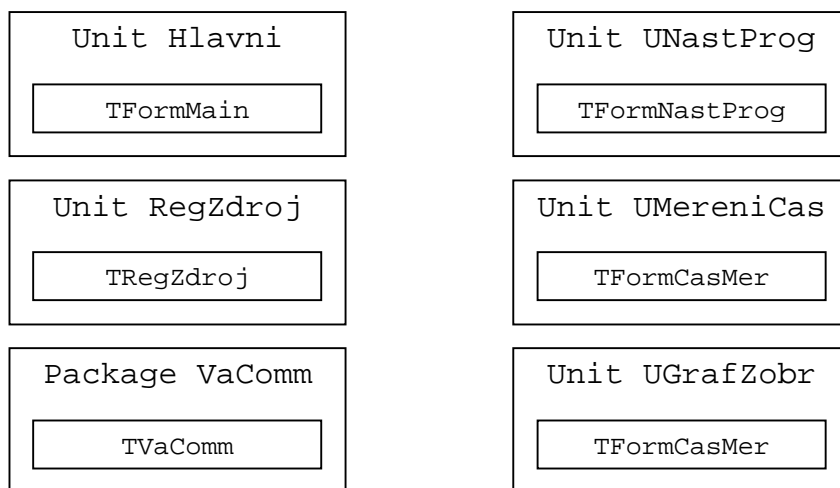 Unit Hlavni
TFormMain
Unit UNastProg
TFormNastProg
Unit RegZdroj
TRegZdroj
Unit UMereniCas
TFormCasMer
Package VaComm
TVaComm
Unit UGrafZobr
TFormCasMer